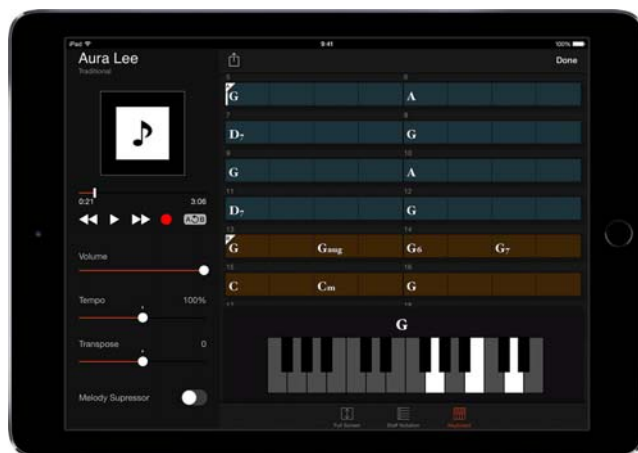 iPad 9:41 100%
Aura Lee
Traditional
Done
5 6
G A
7 8
D7 G
9 10
G A
11 12
D7 G
13 14
G Gaug G6 G7
15 16
C Cm G
17 18
0:21 3:06
A B
Volume
Tempo 100%
Transpose 0
Melody Supressor
G
Full Screen Staff Notation Keyboard